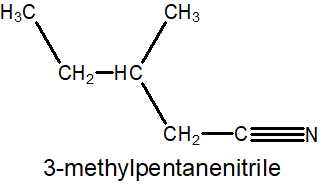 H3C CH3
CH2 HC
CH2 C N
3-methylpentanenitrile